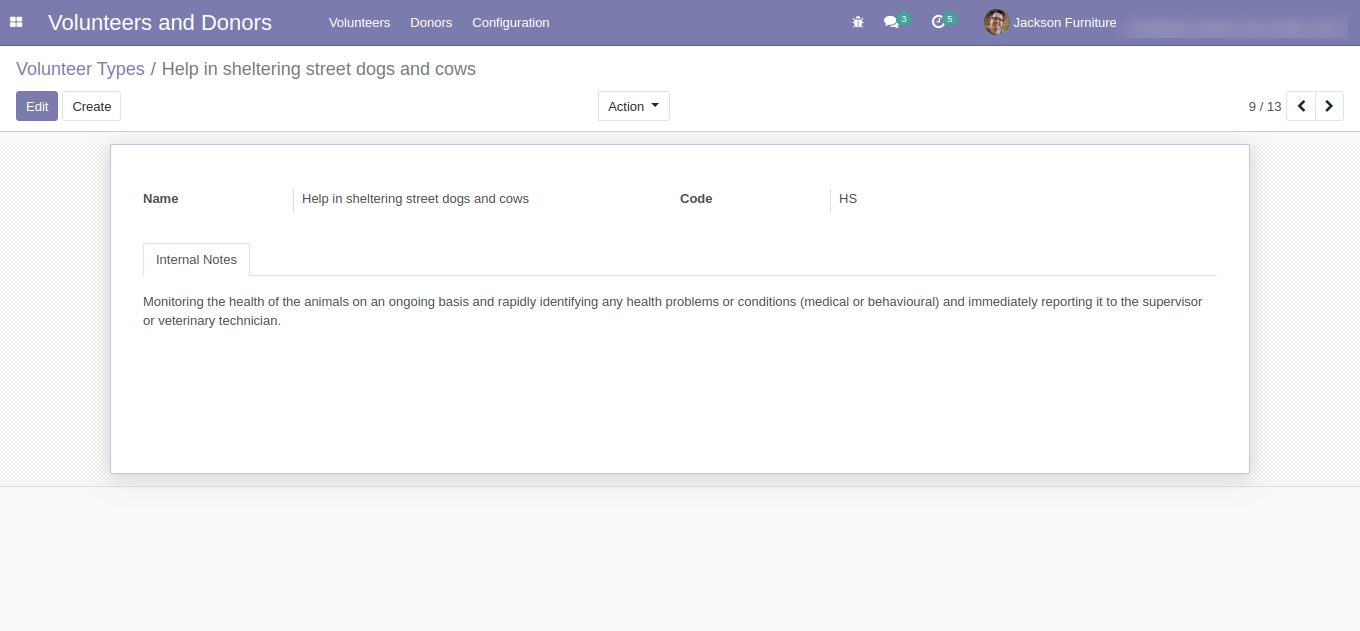 Volunteers and Donors Volunteers Donors Configuration 3 5 Jackson Furniture
Volunteer Types / Help in sheltering street dogs and cows
Edit Create Action 9 / 13
Name Help in sheltering street dogs and cows Code HS
Internal Notes
Monitoring the health of the animals on an ongoing basis and rapidly identifying any health problems or conditions (medical or behavioural) and immediately reporting it to the supervisor
or veterinary technician.